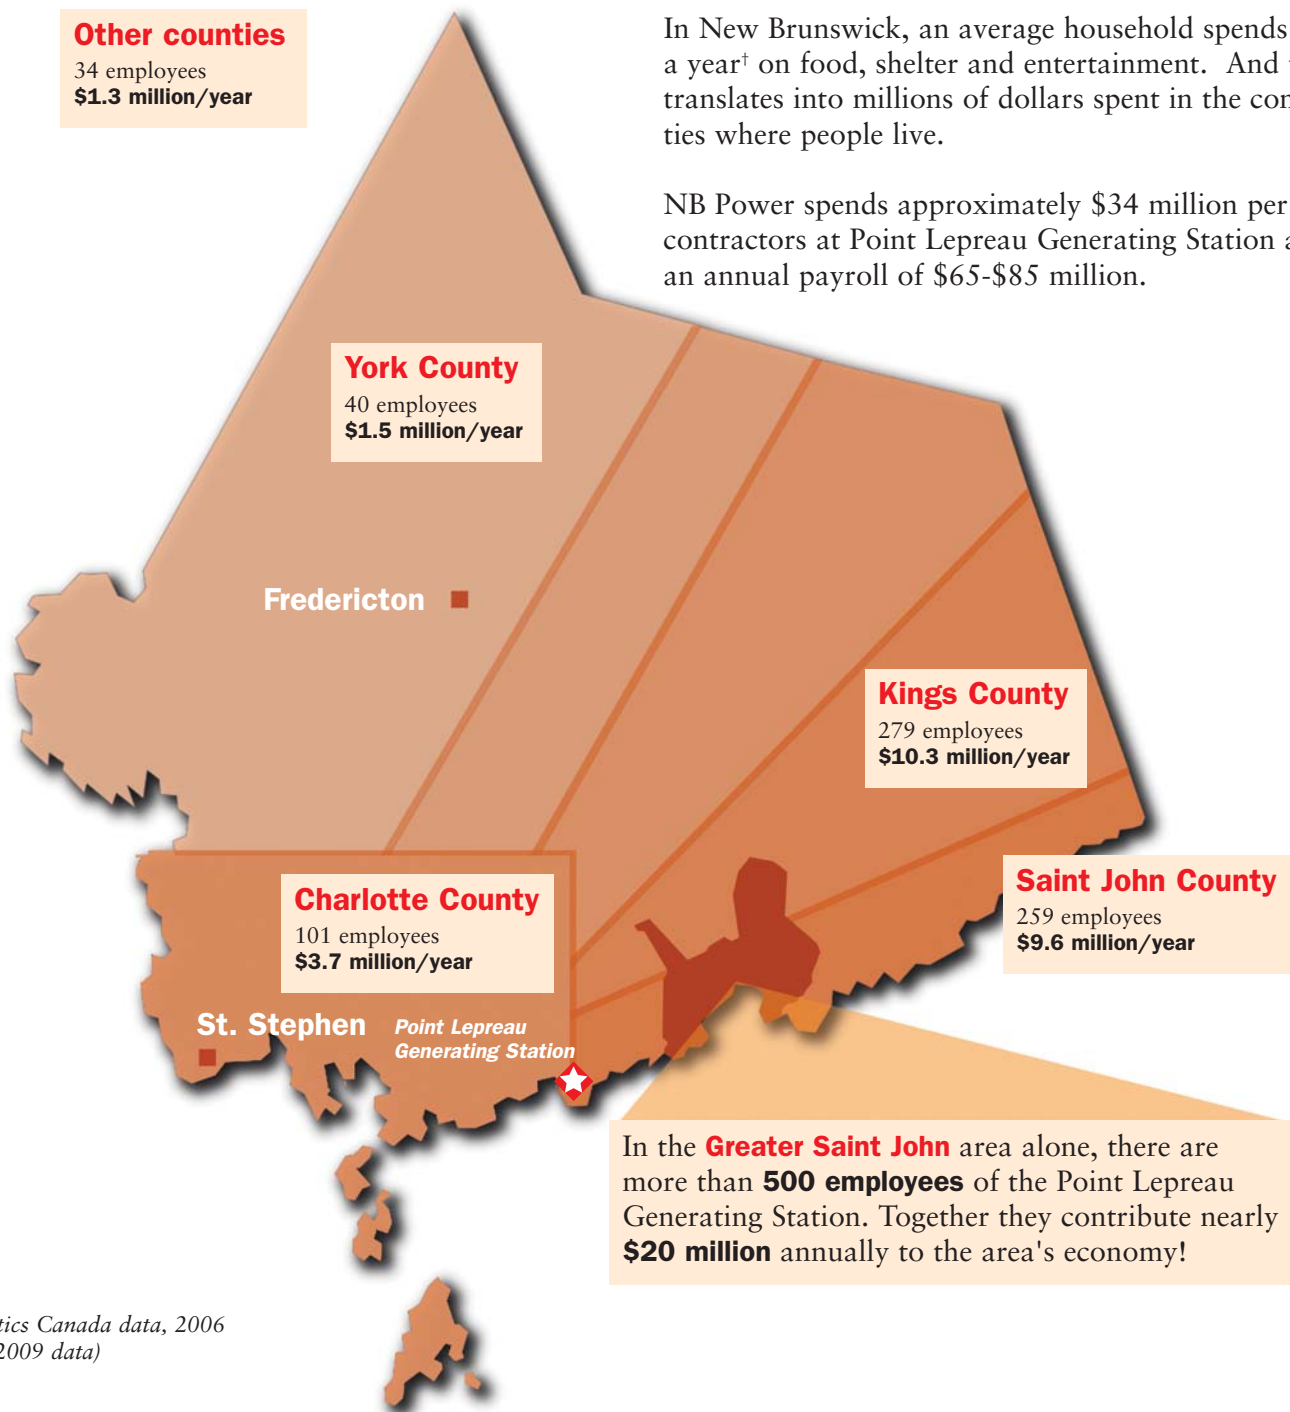 Other counties
34 employees
$1.3 million/year
In New Brunswick, an average household spends
a year† on food, shelter and entertainment. And
translates into millions of dollars spent in the
ties where people live.
NB Power spends approximately $34 million per
contractors at Point Lepreau Generating Station
an annual payroll of $65-$85 million.
York County
40 employees
$1.5 million/year
Fredericton
Kings County
279 employees
$10.3 million/year
Saint John County
259 employees
$9.6 million/year
Charlotte County
101 employees
$3.7 million/year
St. Stephen
Point Lepreau
Generating Station
In the Greater Saint John area alone, there are
more than 500 employees of the Point Lepreau
Generating Station. Together they contribute nearly
$20 million annually to the area's economy!
tics Canada data, 2006
2009 data)